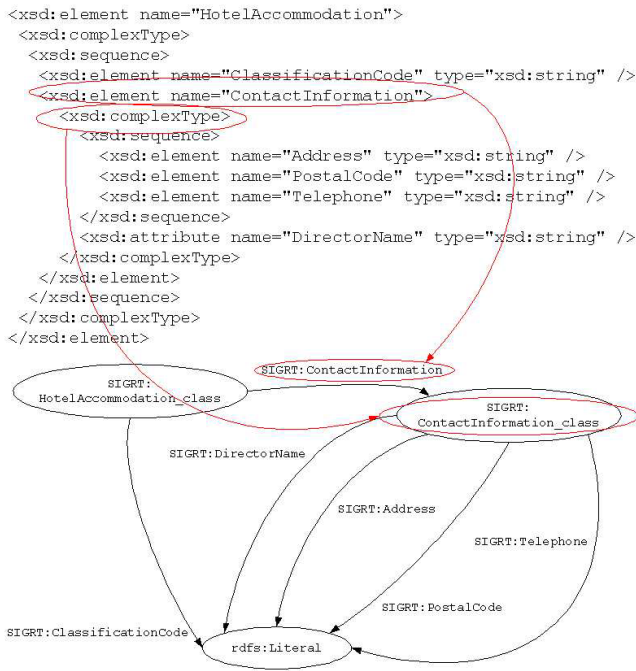 <xsd:element name="HotelAccommodation">
<xsd:complexType>
<xsd:sequence>
<xsd:element name="ClassificationCode" type="xsd:string" />
<xsd:element name="ContactInformation">
<xsd:complexType>
<xsd:sequence>
<xsd:element name="Address" type="xsd:string" />
<xsd:element name="PostalCode" type="xsd:string" />
<xsd:element name="Telephone" type="xsd:string" />
</xsd:sequence>
<xsd:attribute name="DirectorName" type="xsd:string" />
</xsd:complexType>
</xsd:element>
</xsd:sequence>
</xsd:complexType>
</xsd:element>
SIGRT:ContactInformation
SIGRT:
HotelAccommodation_class
SIGRT:
ContactInformation_class
SIGRT:DirectorName
SIGRT:Address
SIGRT:Telephone
SIGRT:PostalCode
SIGRT:ClassificationCode
rdfs:Literal